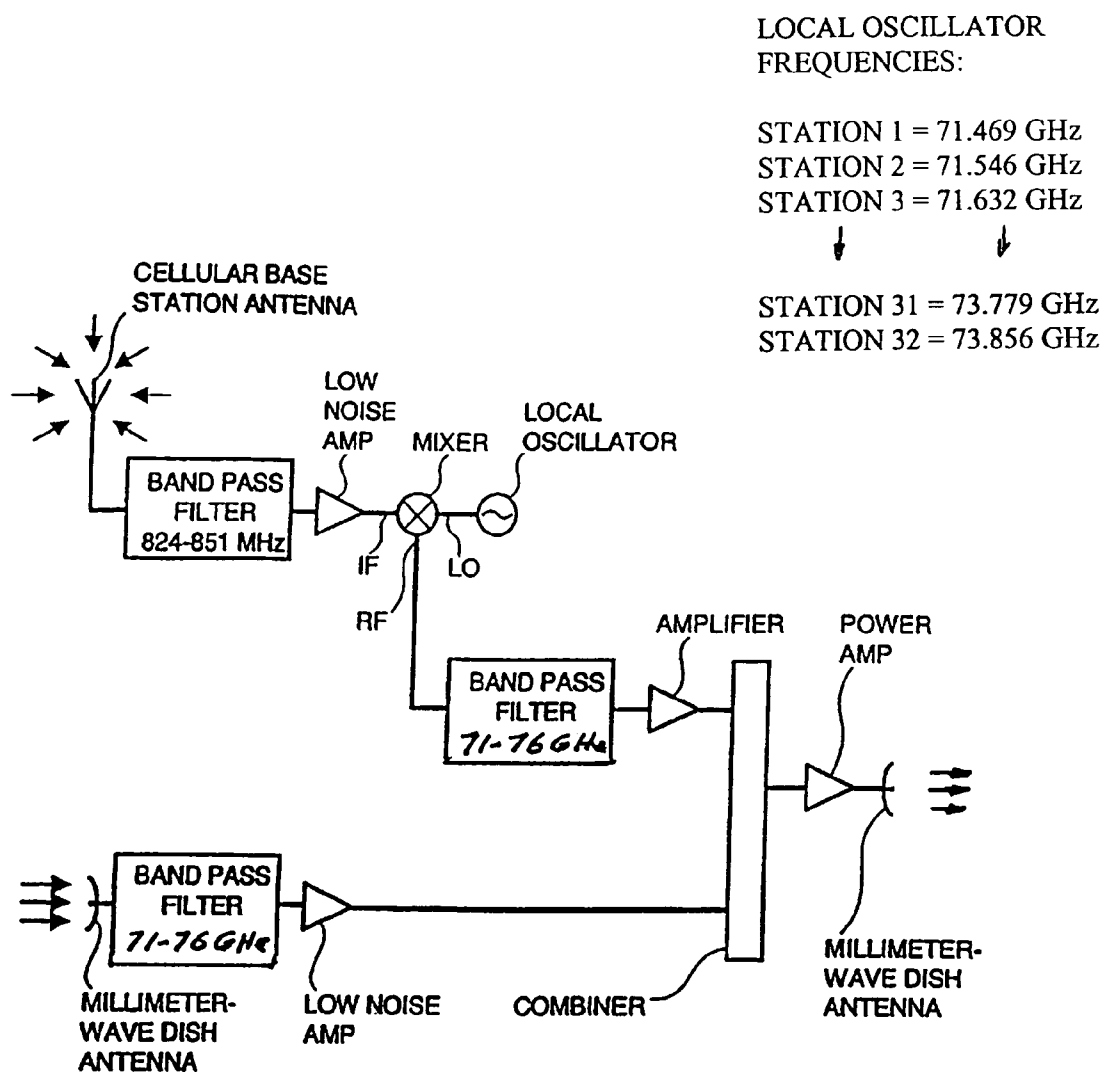 LOCAL OSCILLATOR
FREQUENCIES:
STATION 1 = 71.469 GHz
STATION 2 = 71.546 GHz
STATION 3 = 71.632 GHz
STATION 31 = 73.779 GHz
STATION 32 = 73.856 GHz
CELLULAR BASE
STATION ANTENNA
LOW
NOISE
AMP
MIXER
LOCAL
OSCILLATOR
BAND PASS
FILTER
824-851 MHz
IF
LO
RF
AMPLIFIER
POWER
AMP
BAND PASS
FILTER
71-76 GHz
BAND PASS
FILTER
71-76 GHz
MILLIMETER-
WAVE DISH
ANTENNA
LOW NOISE
AMP
COMBINER
MILLIMETER-
WAVE DISH
ANTENNA